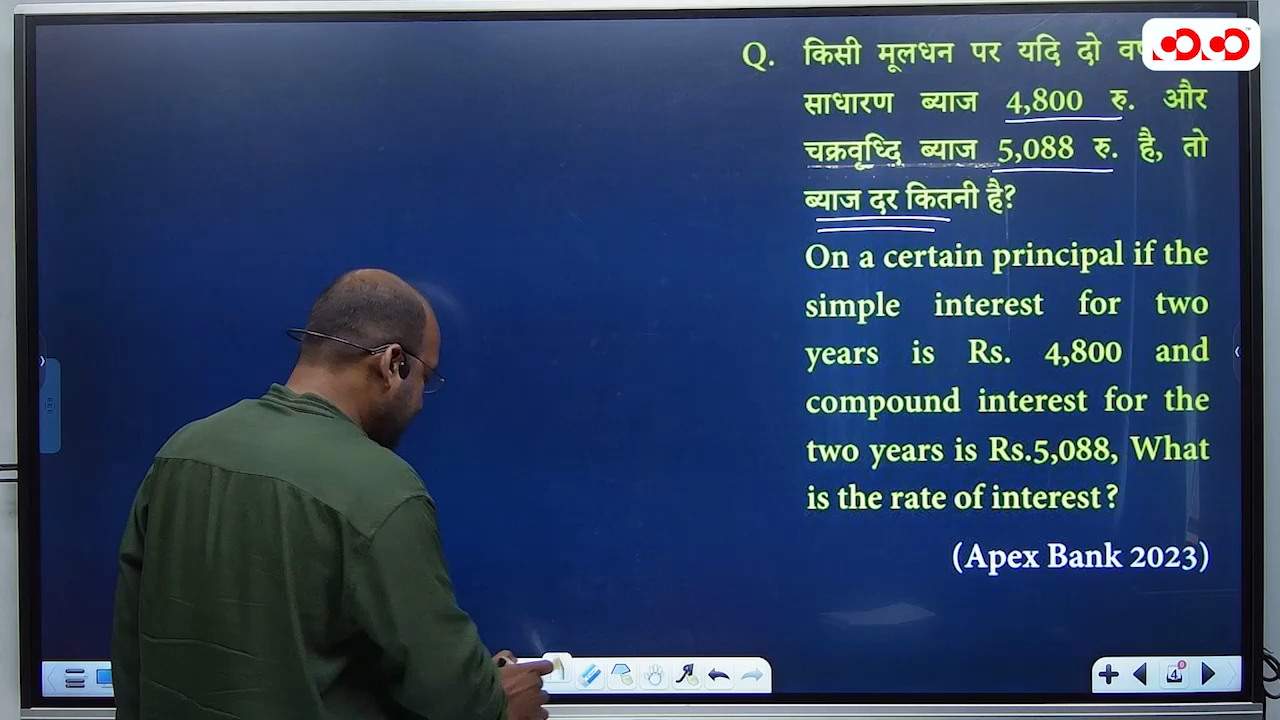 Q. किसी मूलधन पर यदि दो
साधारण ब्याज 4,800 रु. और
चक्रवृध्दि ब्याज 5,088 रु. है, तो
ब्याज दर कितनी है?
On a certain principal if the
simple interest for two
years is Rs. 4,800 and
compound interest for the
two years is Rs.5,088, What
is the rate of interest?
(Apex Bank 2023)
4